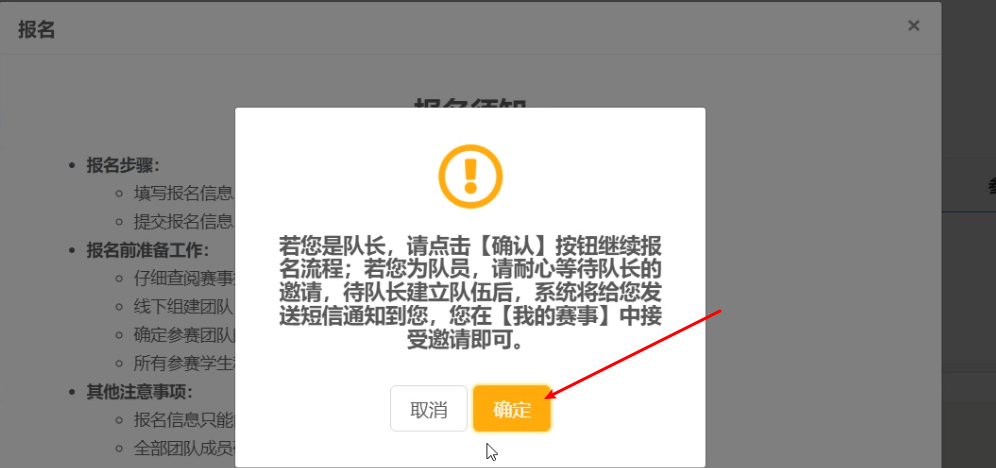 报名
×
报名须知
报名步骤：
填写报名信息
提交报名信息
报名前准备工作：
仔细查阅赛事
线下组建团队
确定参赛团队
所有参赛学生
其他注意事项：
报名信息只能
全部团队成员
若您是队长，请点击【确认】按钮继续报
名流程；若您为队员，请耐心等待队长的
邀请，待队长建立队伍后，系统将给您发
送短信通知到您，您在【我的赛事】中接
受邀请即可。
取消
确定